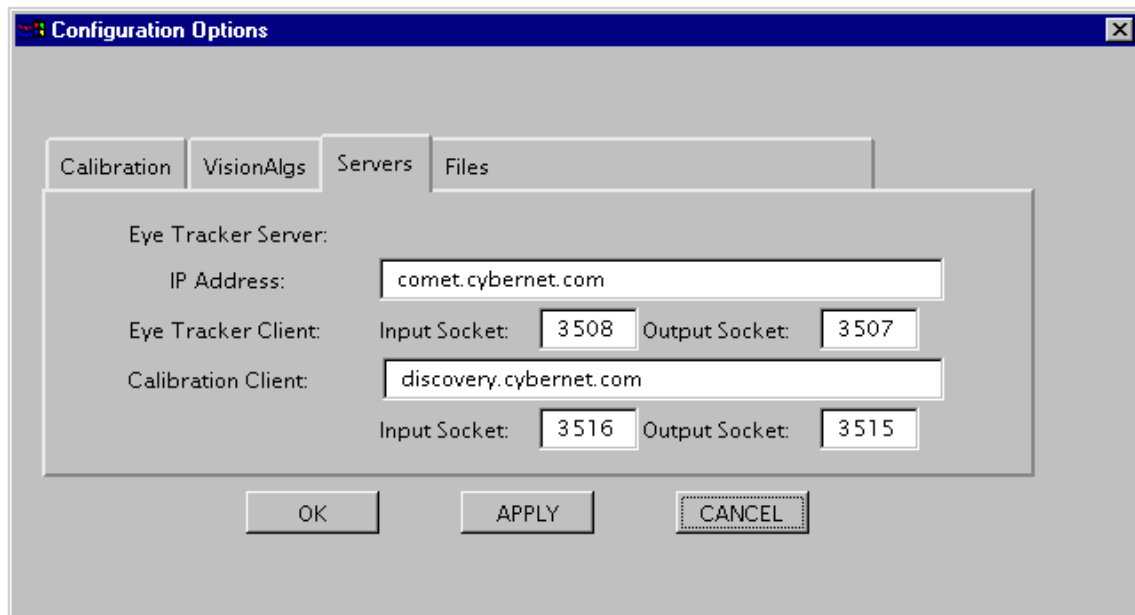 Configuration Options
Calibration VisionAlgs Servers Files
Eye Tracker Server:
IP Address: comet.cybernet.com
Eye Tracker Client: Input Socket: 3508 Output Socket: 3507
Calibration Client: discovery.cybernet.com
Input Socket: 3516 Output Socket: 3515
OK APPLY CANCEL